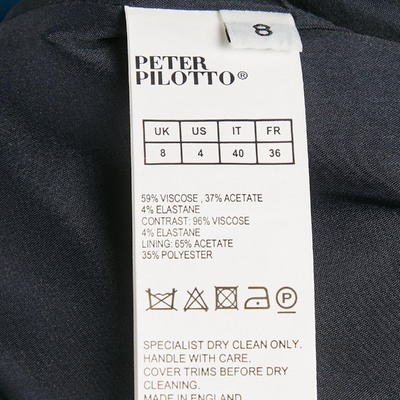 8
PETER
PILOTTO®
UK US IT FR
8 4 40 36
59% VISCOSE , 37% ACETATE
4% ELASTANE
CONTRAST: 96% VISCOSE
4% ELASTANE
LINING: 65% ACETATE
35% POLYESTER
P
SPECIALIST DRY CLEAN ONLY.
HANDLE WITH CARE.
COVER TRIMS BEFORE DRY
CLEANING.
MADE IN ENGLAND